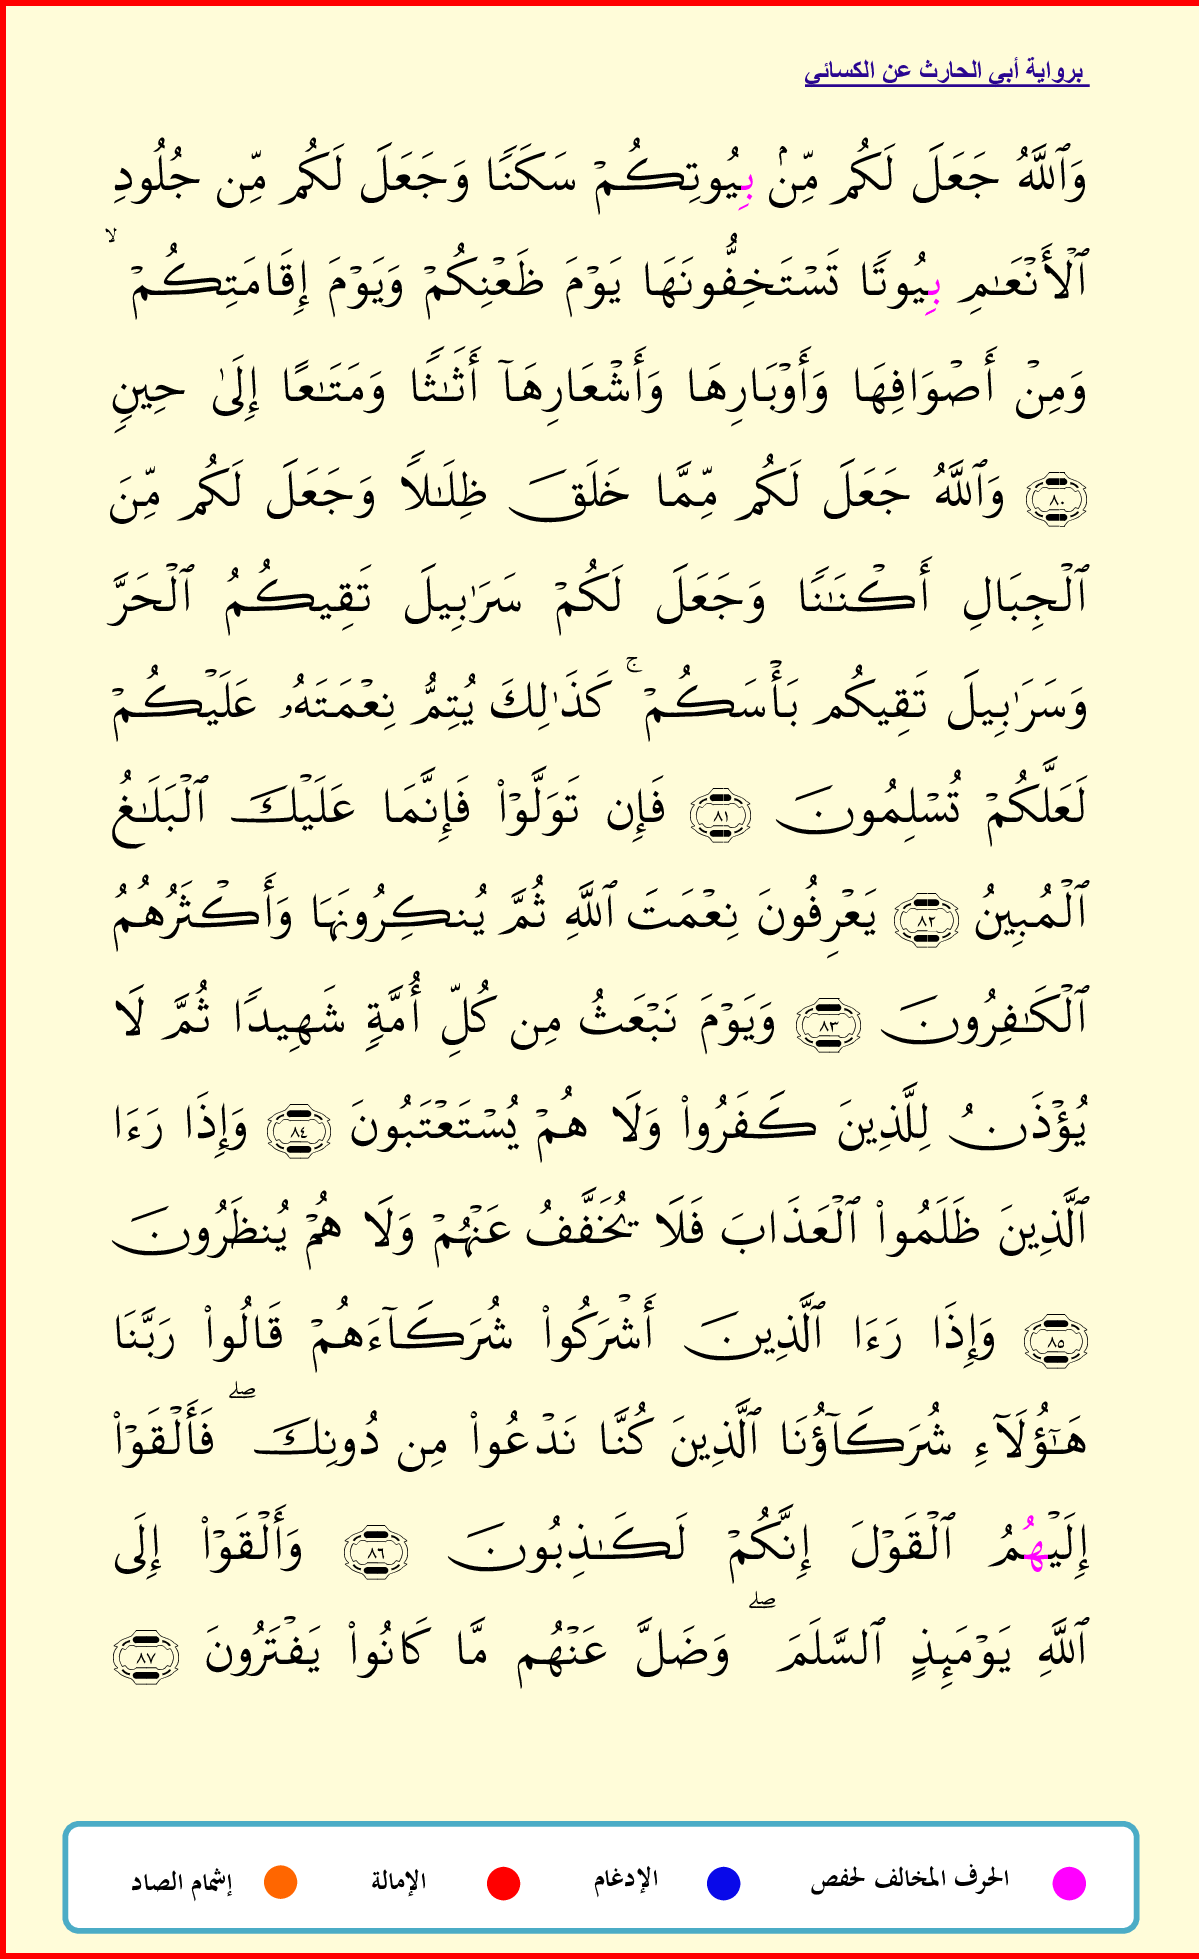 برواية أبي الحارث عن الكسائي
وَٱللَّهُ جَعَلَ لَكُم مِّنۢ بِيُوتِكُمْ سَكَنًا وَجَعَلَ لَكُم مِّن جُلُودِ
ٱلْأَنْعَـٰمِ بِيُوتًا تَسْتَخِفُّونَهَا يَوْمَ ظَعْنِكُمْ وَيَوْمَ إِقَامَتِكُمْ ۙ
وَمِنْ أَصْوَافِهَا وَأَوْبَارِهَا وَأَشْعَارِهَآ أَثَـٰثًا وَمَتَـٰعًا إِلَىٰ حِينٍ
٨٠ وَٱللَّهُ جَعَلَ لَكُم مِّمَّا خَلَقَ ظِلَـٰلًا وَجَعَلَ لَكُم مِّنَ
ٱلْجِبَالِ أَكْنَـٰنًا وَجَعَلَ لَكُمْ سَرَٰبِيلَ تَقِيكُمُ ٱلْحَرَّ
وَسَرَٰبِيلَ تَقِيكُم بَأْسَكُمْ ۚ كَذَٰلِكَ يُتِمُّ نِعْمَتَهُۥ عَلَيْكُمْ
لَعَلَّكُمْ تُسْلِمُونَ ٨١ فَإِن تَوَلَّوْا۟ فَإِنَّمَا عَلَيْكَ ٱلْبَلَـٰغُ
ٱلْمُبِينُ ٨٢ يَعْرِفُونَ نِعْمَتَ ٱللَّهِ ثُمَّ يُنكِرُونَهَا وَأَكْثَرُهُمُ
ٱلْكَـٰفِرُونَ ٨٣ وَيَوْمَ نَبْعَثُ مِن كُلِّ أُمَّةٍ شَهِيدًا ثُمَّ لَا
يُؤْذَنُ لِلَّذِينَ كَفَرُوا۟ وَلَا هُمْ يُسْتَعْتَبُونَ ٨٤ وَإِذَا رَءَا
ٱلَّذِينَ ظَلَمُوا۟ ٱلْعَذَابَ فَلَا يُخَفَّفُ عَنْهُمْ وَلَا هُمْ يُنظَرُونَ
٨٥ وَإِذَا رَءَا ٱلَّذِينَ أَشْرَكُوا۟ شُرَكَآءَهُمْ قَالُوا۟ رَبَّنَا
هَـٰٓؤُلَآءِ شُرَكَآؤُنَا ٱلَّذِينَ كُنَّا نَدْعُوا۟ مِن دُونِكَ ۖ فَأَلْقَوْا۟
إِلَيْهُمُ ٱلْقَوْلَ إِنَّكُمْ لَكَـٰذِبُونَ ٨٦ وَأَلْقَوْا۟ إِلَى
ٱللَّهِ يَوْمَئِذٍ ٱلسَّلَمَ ۖ وَضَلَّ عَنْهُم مَّا كَانُوا۟ يَفْتَرُونَ ٨٧
الحرف المخالف لحفص الإدغام الإمالة إشمام الصاد